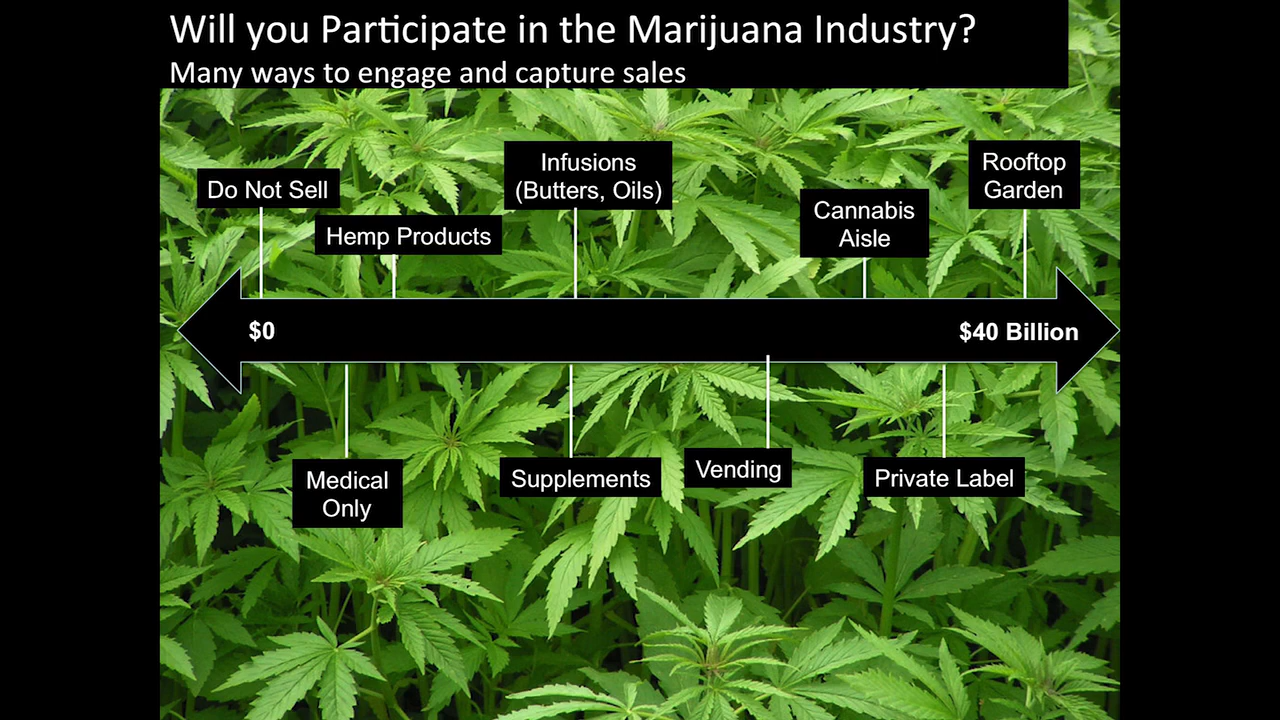 Will you Participate in the Marijuana Industry?
Many ways to engage and capture sales
Do Not Sell
Hemp Products
Infusions
(Butters, Oils)
Cannabis
Aisle
Rooftop
Garden
$0
$40 Billion
Medical
Only
Supplements
Vending
Private Label